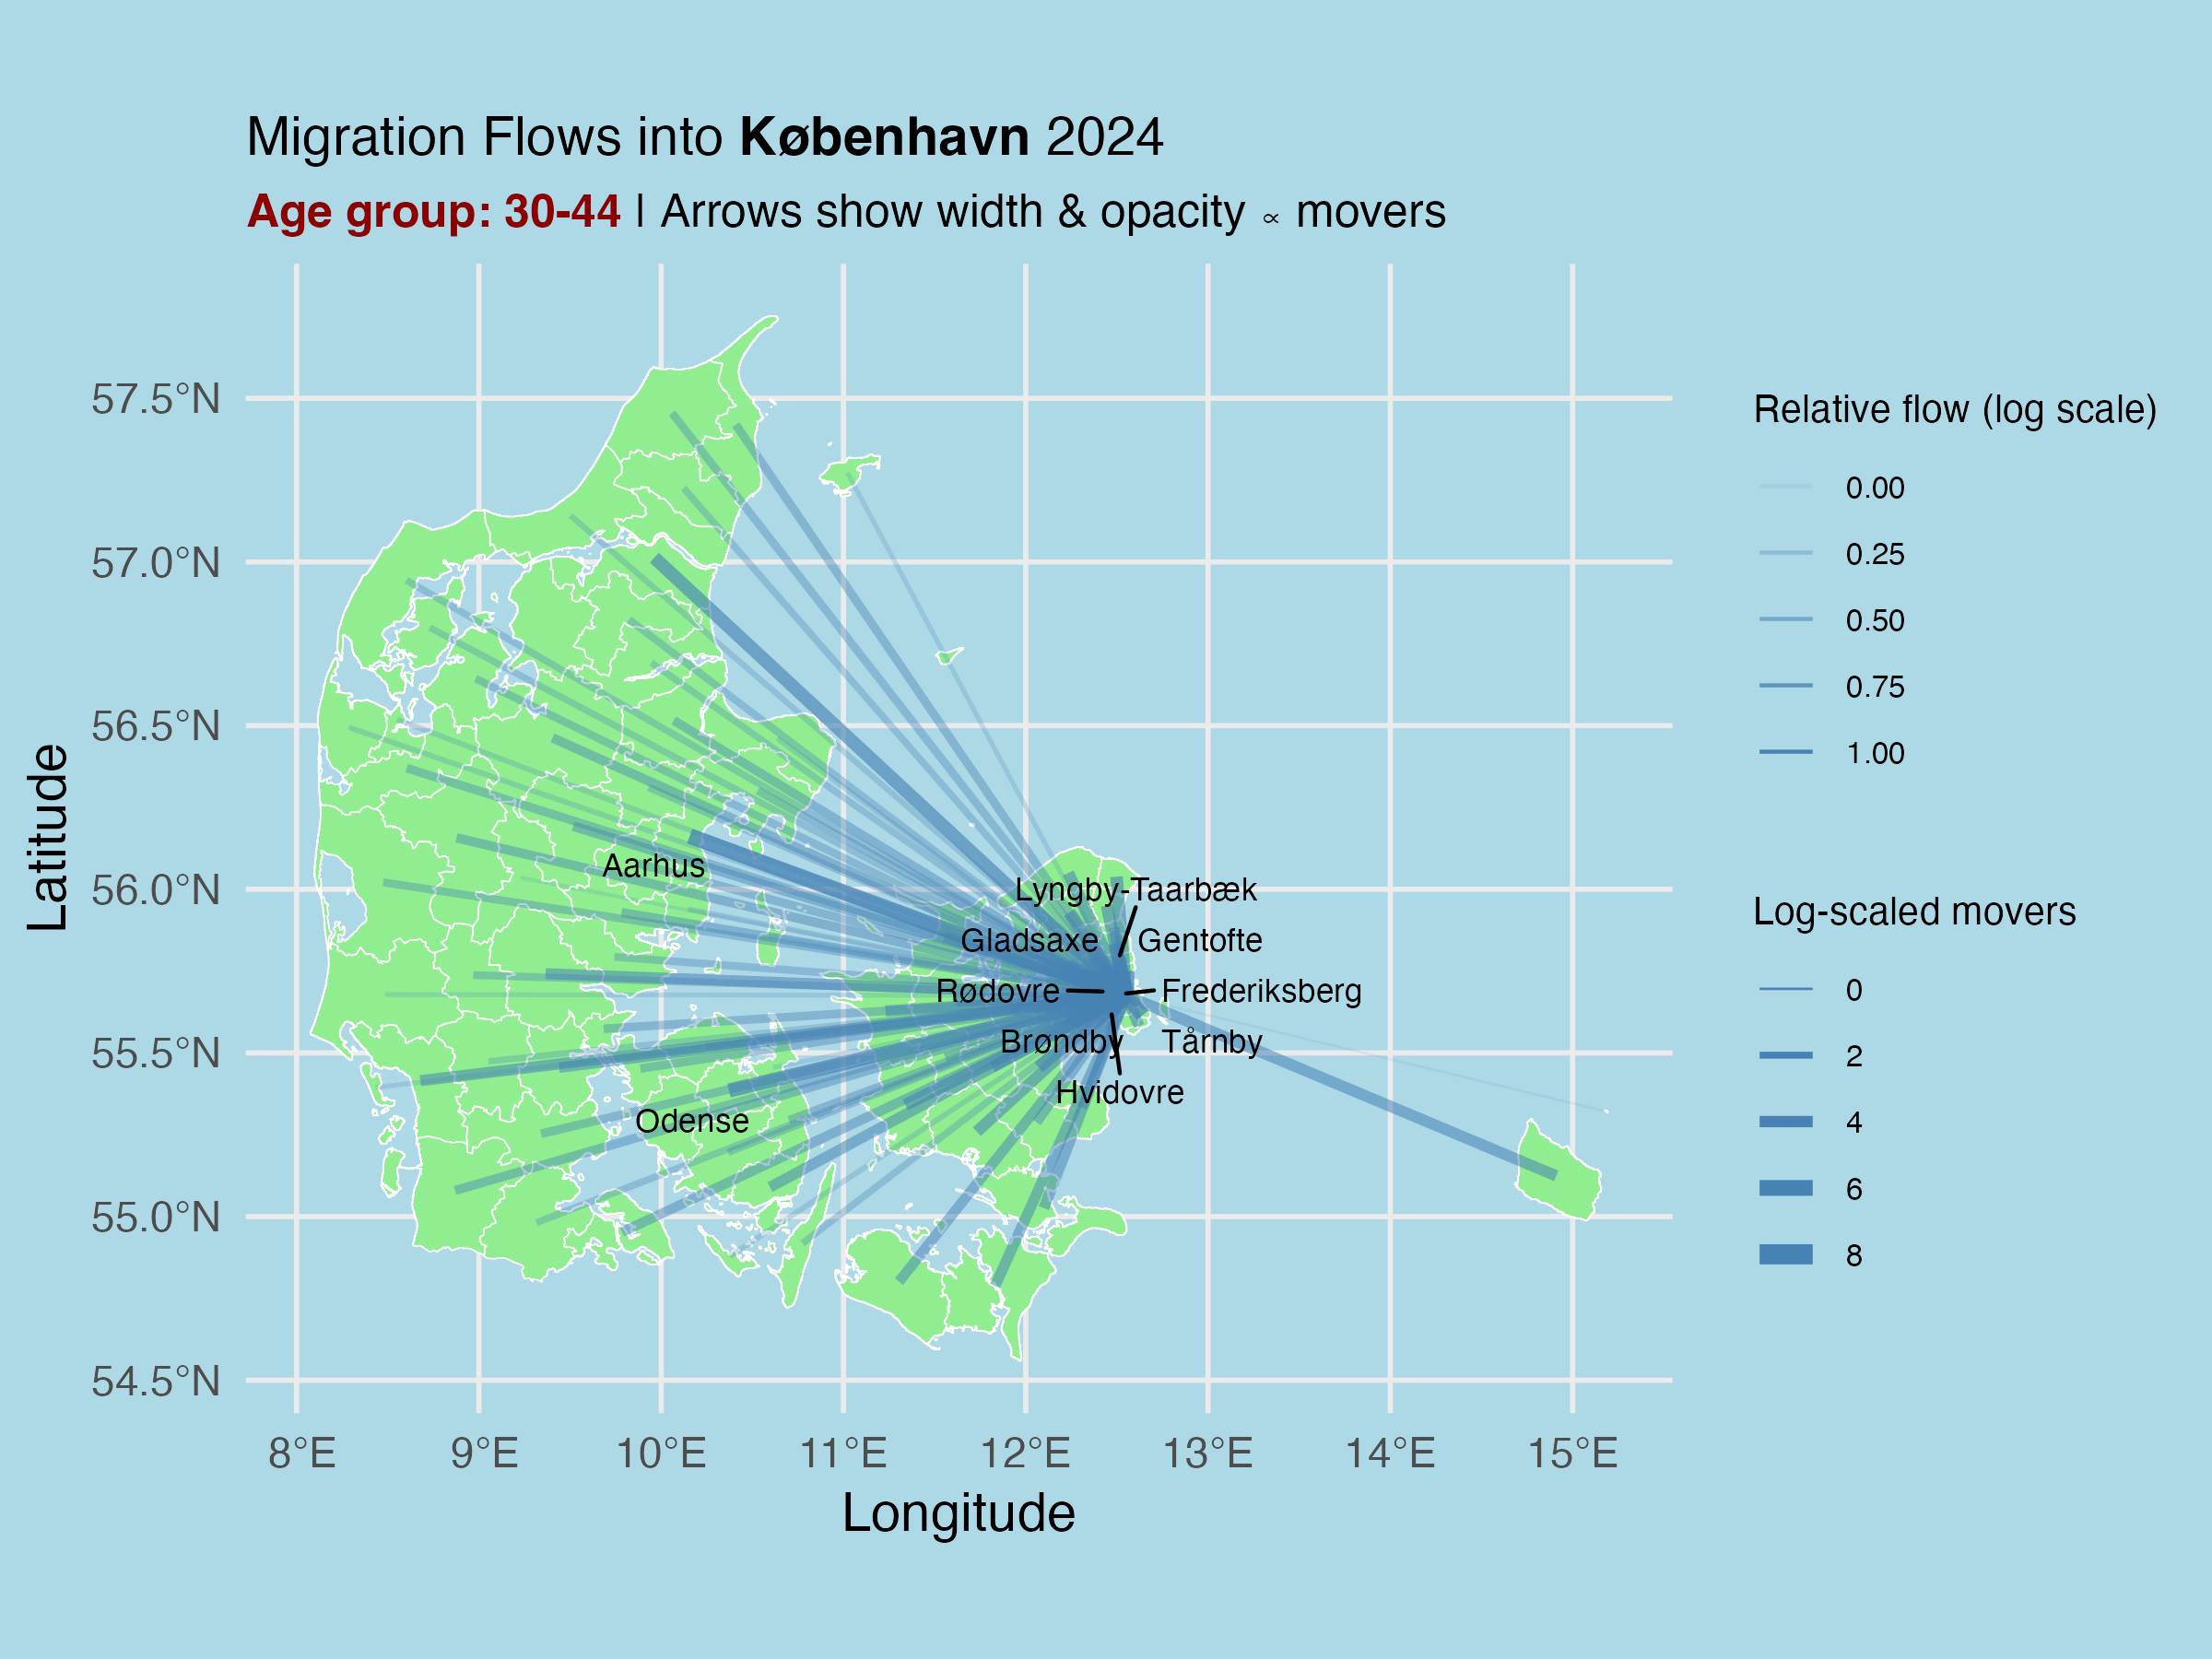 Migration Flows into København 2024
Age group: 30-44 | Arrows show width & opacity ∝ movers
57.5°N
57.0°N
56.5°N
56.0°N
55.5°N
55.0°N
54.5°N
Latitude
8°E
9°E
10°E
11°E
12°E
13°E
14°E
15°E
Longitude
Aarhus
Lyngby-Taarbæk
Gladsaxe
Gentofte
Rødovre
Frederiksberg
Brøndby
Tårnby
Hvidovre
Odense
Relative flow (log scale)
0.00
0.25
0.50
0.75
1.00
Log-scaled movers
0
2
4
6
8